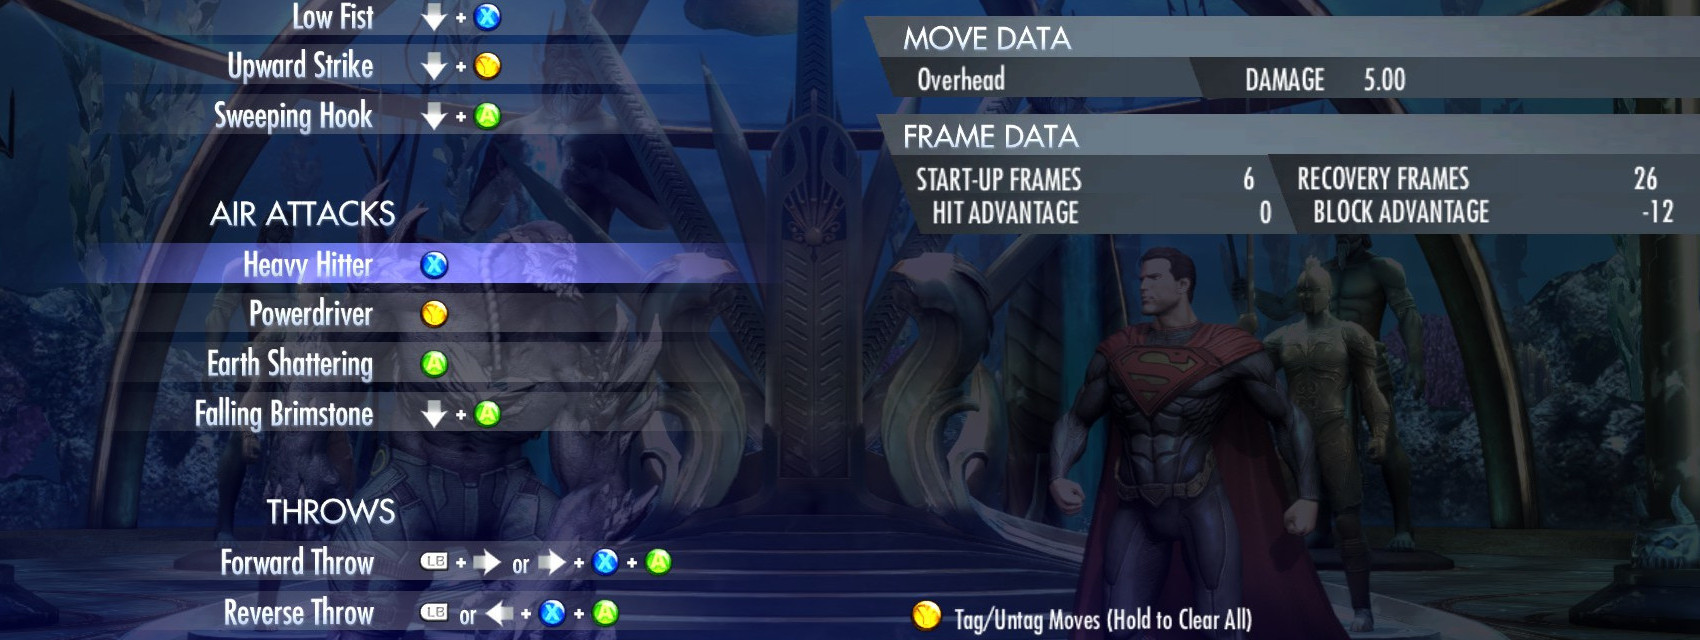 Low Fist + X
Upward Strike + Y
Sweeping Hook + A
AIR ATTACKS
Heavy Hitter X
Powerdriver Y
Earth Shattering A
Falling Brimstone + A
THROWS
Forward Throw LB + or + X + A
Reverse Throw LB or + X + A
MOVE DATA
Overhead DAMAGE 5.00
FRAME DATA
START-UP FRAMES 6 RECOVERY FRAMES 26
HIT ADVANTAGE 0 BLOCK ADVANTAGE -12
Y Tag/Untag Moves (Hold to Clear All)